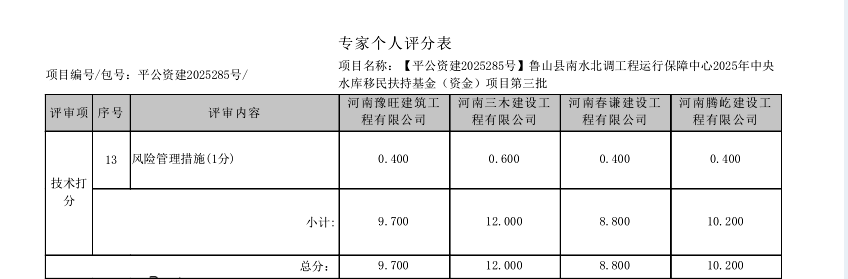 专家个人评分表
项目编号/包号：平公资建2025285号/
项目名称：【平公资建2025285号】鲁山县南水北调工程运行保障中心2025年中央
水库移民扶持基金（资金）项目第三批
评审项 序号 评审内容 河南豫旺建筑工程有限公司 河南三木建设工程有限公司 河南春谦建设工程有限公司 河南腾屹建设工程有限公司
技术打分 13 风险管理措施(1分) 0.400 0.600 0.400 0.400
小计: 9.700 12.000 8.800 10.200
总分: 9.700 12.000 8.800 10.200